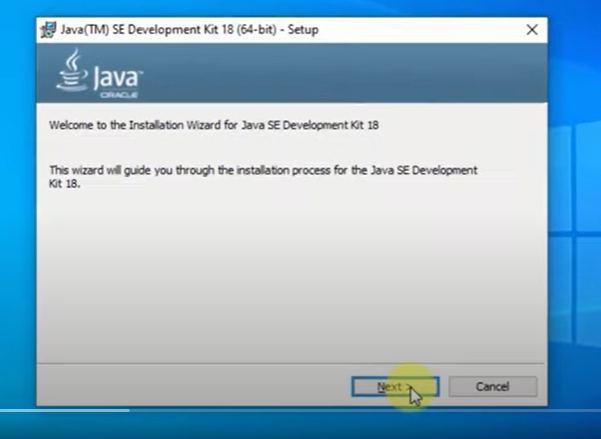 Java(TM) SE Development Kit 18 (64-bit) - Setup
Java™
ORACLE
Welcome to the Installation Wizard for Java SE Development Kit 18
This wizard will guide you through the installation process for the Java SE Development
Kit 18.
Next >
Cancel